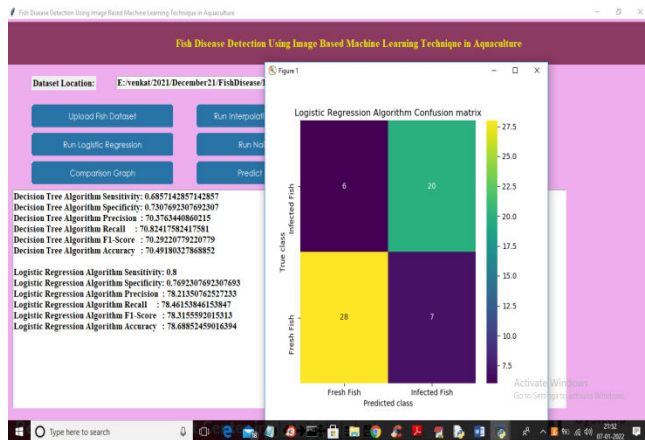 Fish Disease Detection Using Image Based Machine Learning Technique in Aquaculture
Fish Disease Detection Using Image Based Machine Learning Technique in Aquaculture
Dataset Location:
E:/venkat/2021/December21/FishDisease/
Upload Fish Dataset
Run Logistic Regression
Run
Comparison Graph
Predict
Decision Tree Algorithm Sensitivity: 0.6857142857142857
Decision Tree Algorithm Specificity: 0.7307692307692307
Decision Tree Algorithm Precision : 70.3763440860215
Decision Tree Algorithm Recall : 70.82417582417581
Decision Tree Algorithm F1-Score : 70.29220779220779
Decision Tree Algorithm Accuracy : 70.49180327868852
Logistic Regression Algorithm Sensitivity: 0.8
Logistic Regression Algorithm Specificity: 0.7692307692307693
Logistic Regression Algorithm Precision : 78.21350762527233
Logistic Regression Algorithm Recall : 78.46153846153847
Logistic Regression Algorithm F1-Score : 78.3155592015313
Logistic Regression Algorithm Accuracy : 78.68852459016394
Figure 1
Logistic Regression Algorithm Confusion matrix
True class
Infected Fish
Fresh Fish
6
20
28
7
Fresh Fish
Infected Fish
Predicted class
27.5
25.0
22.5
20.0
17.5
15.0
12.5
10.0
7.5
Activate Windows
Go to Settings to activate Windows.
Type here to search
21:52
07-01-2022